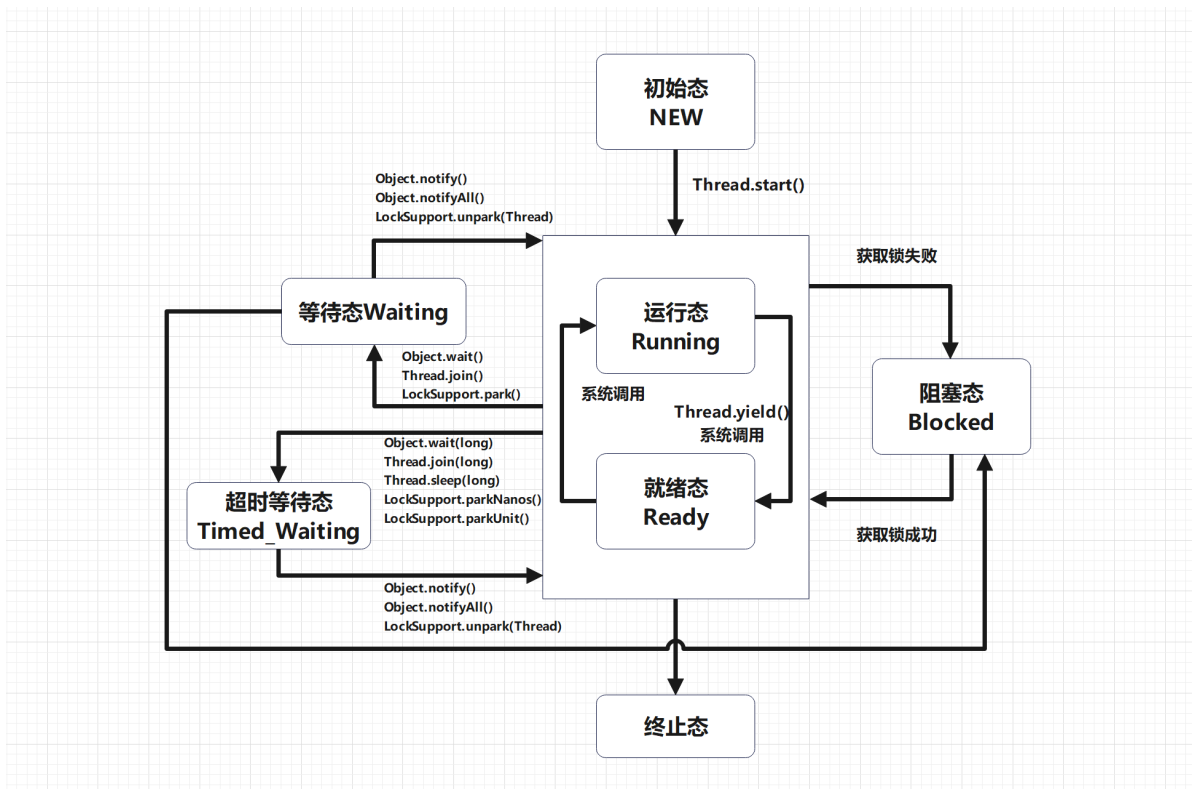 初始态
NEW
Thread.start()
Object.notify()
Object.notifyAll()
LockSupport.unpark(Thread)
获取锁失败
等待态Waiting
运行态
Running
Object.wait()
Thread.join()
LockSupport.park()
系统调用
Thread.yield()
系统调用
阻塞态
Blocked
Object.wait(long)
Thread.join(long)
Thread.sleep(long)
LockSupport.parkNanos()
LockSupport.parkUnit()
超时等待态
Timed_Waiting
就绪态
Ready
获取锁成功
Object.notify()
Object.notifyAll()
LockSupport.unpark(Thread)
终止态